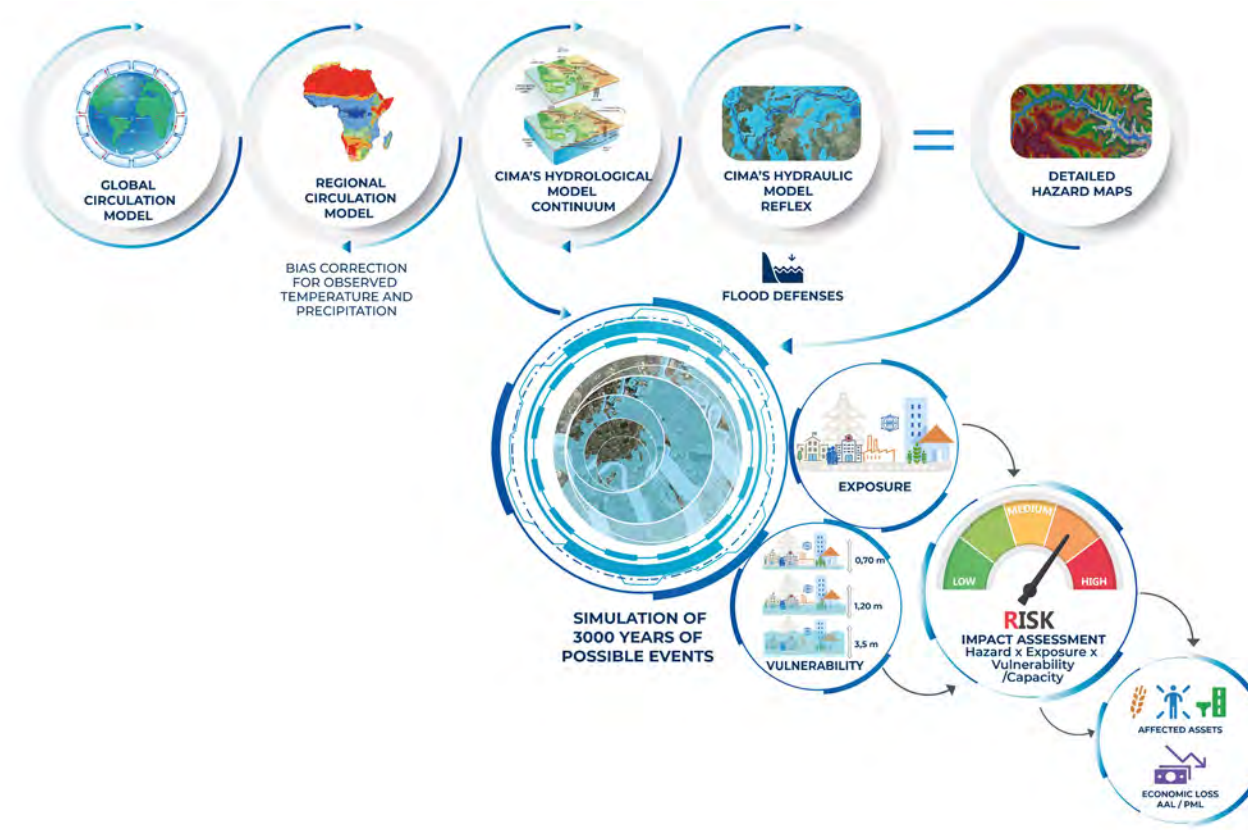 GLOBAL
CIRCULATION
MODEL
REGIONAL
CIRCULATION
MODEL
BIAS CORRECTION
FOR OBSERVED
TEMPERATURE AND
PRECIPITATION
CIMA'S HYDROLOGICAL
MODEL
CONTINUUM
CIMA'S HYDRAULIC
MODEL
REFLEX
=
DETAILED
HAZARD MAPS
FLOOD DEFENSES
SIMULATION OF
3000 YEARS OF
POSSIBLE EVENTS
EXPOSURE
0,70 m
1,20 m
3,5 m
VULNERABILITY
LOW
MEDIUM
HIGH
RISK
IMPACT ASSESSMENT
Hazard x Exposure x
Vulnerability
/Capacity
AFFECTED ASSETS
ECONOMIC LOSS
AAL / PML